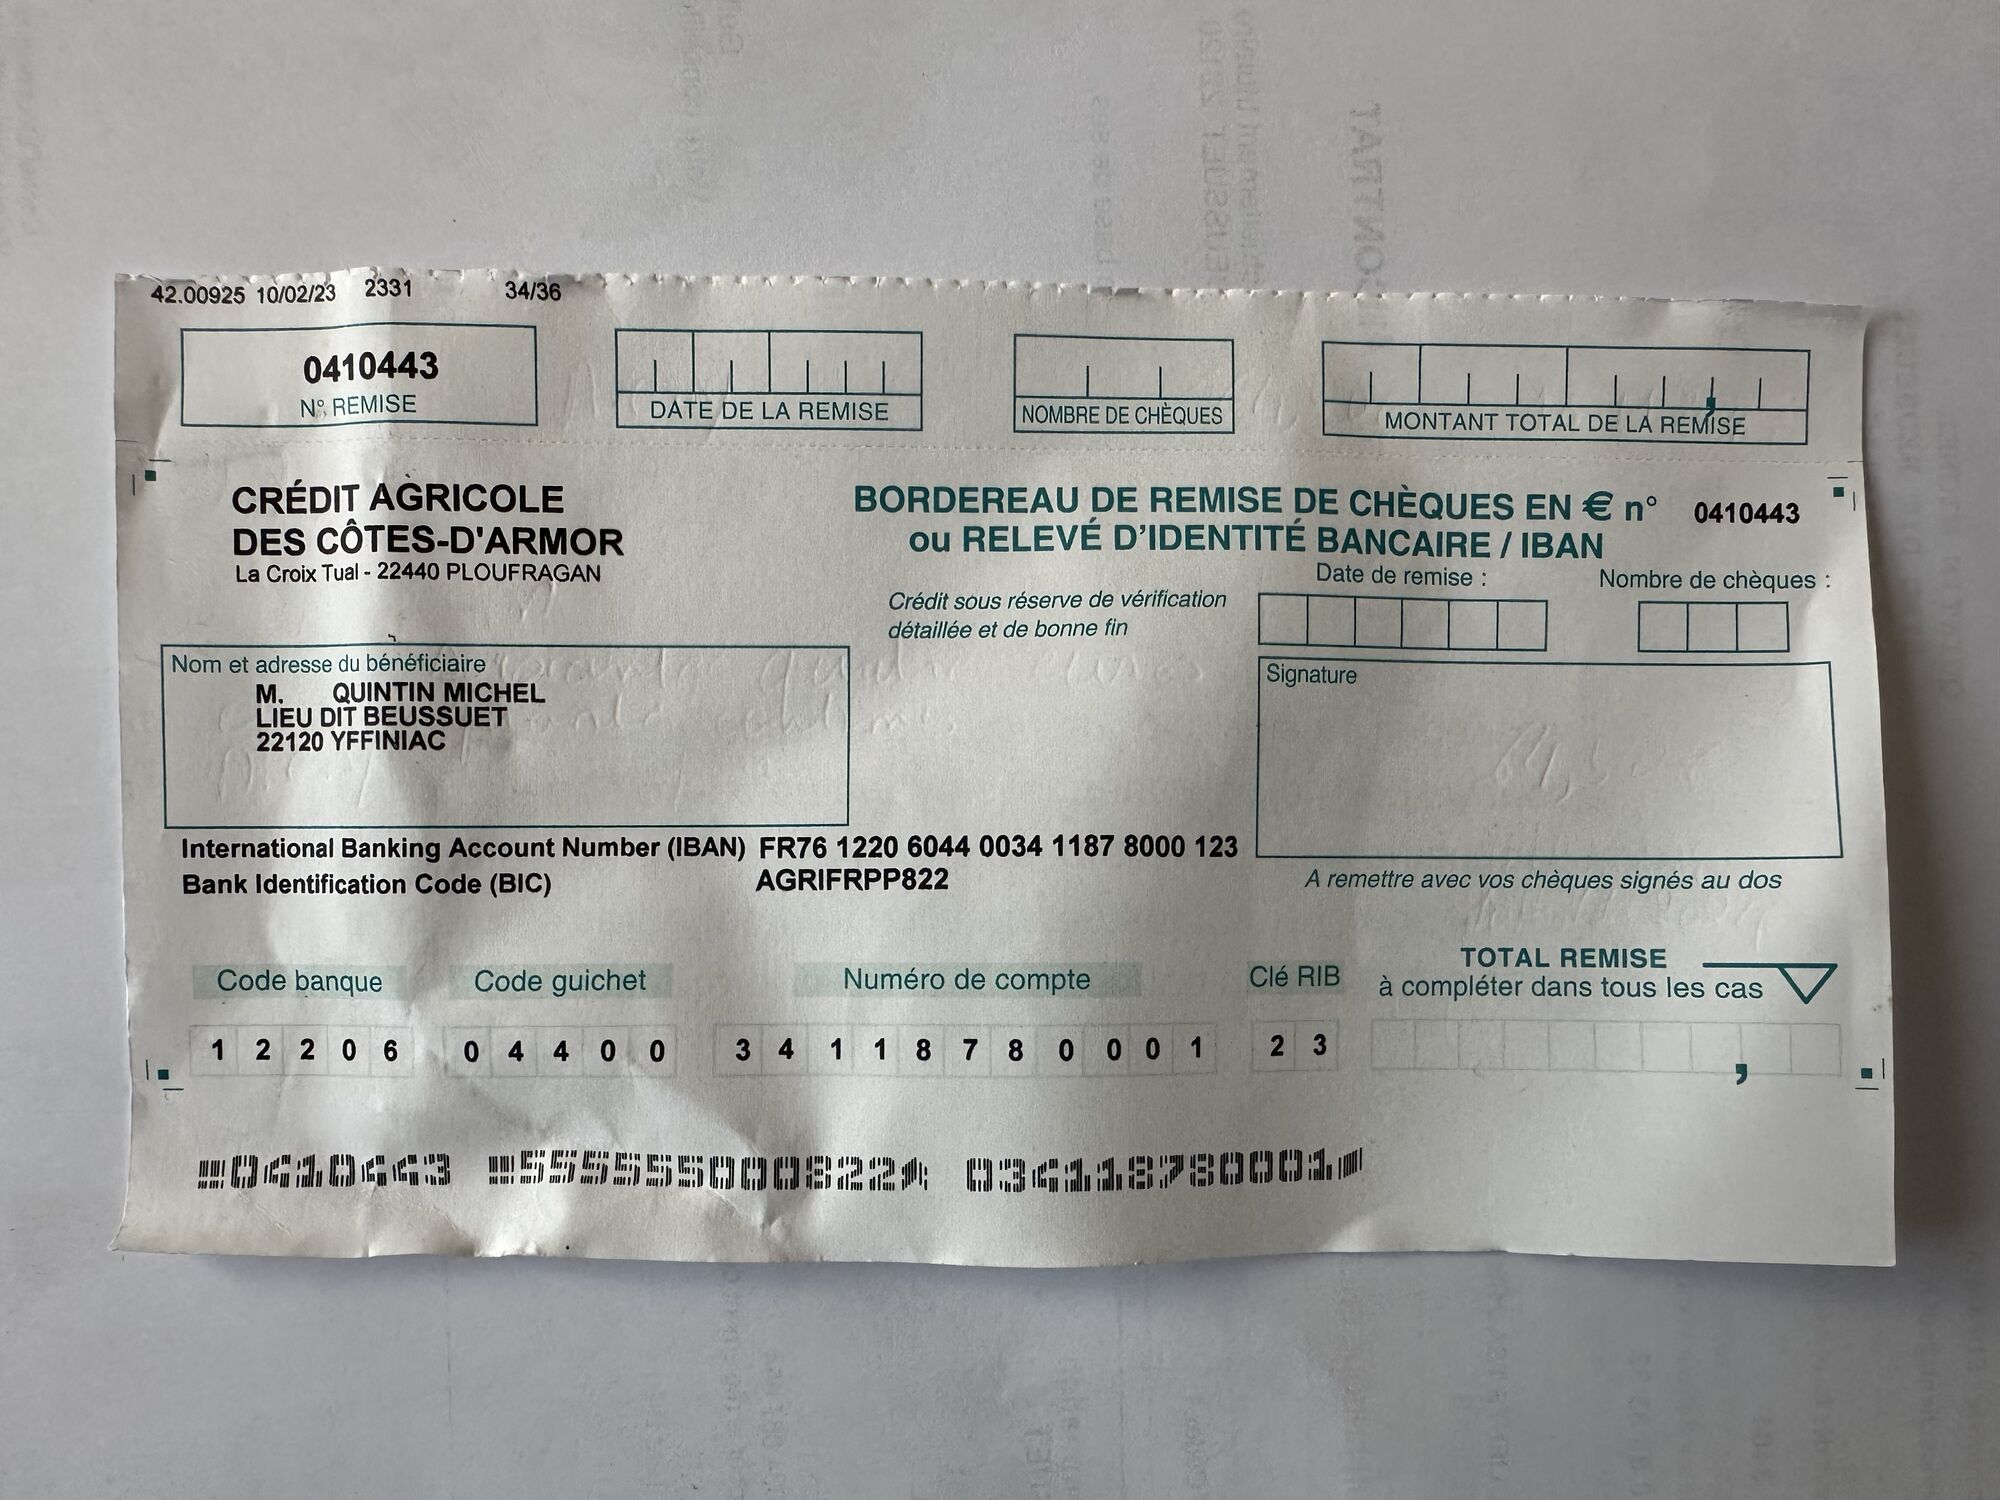 42.00925 10/02/23 2331 34/36
0410443
N° REMISE
DATE DE LA REMISE
NOMBRE DE CHÈQUES
,
MONTANT TOTAL DE LA REMISE
CRÉDIT AGRICOLE
DES CÔTES-D'ARMOR
La Croix Tual - 22440 PLOUFRAGAN
BORDEREAU DE REMISE DE CHÈQUES EN € n° 0410443
ou RELEVÉ D'IDENTITÉ BANCAIRE / IBAN
Crédit sous réserve de vérification
détaillée et de bonne fin
Date de remise :
Nombre de chèques :
Nom et adresse du bénéficiaire
M. QUINTIN MICHEL
LIEU DIT BEUSSUET
22120 YFFINIAC
Signature
International Banking Account Number (IBAN) FR76 1220 6044 0034 1187 8000 123
Bank Identification Code (BIC) AGRIFRPP822
A remettre avec vos chèques signés au dos
Code banque
Code guichet
Numéro de compte
Clé RIB
TOTAL REMISE
à compléter dans tous les cas
1 2 2 0 6
0 4 4 0 0
3 4 1 1 8 7 8 0 0 0 1
2 3
,
0410443 5555555000822 034118780001